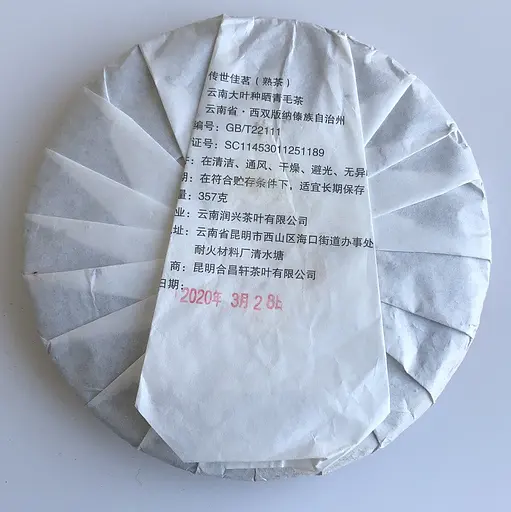 传世佳茗（熟茶）
云南大叶种晒青毛茶
云南省·西双版纳傣族自治州
编号：GB/T22111
证号：SC11453011251189
：在清洁、通风、干燥、避光、无异
：在符合贮存条件下，适宜长期保存
量：357克
业：云南润兴茶叶有限公司
址：云南省昆明市西山区海口街道办事处
耐火材料厂清水塘
商：昆明合昌轩茶叶有限公司
日期：
2020年 3月28日